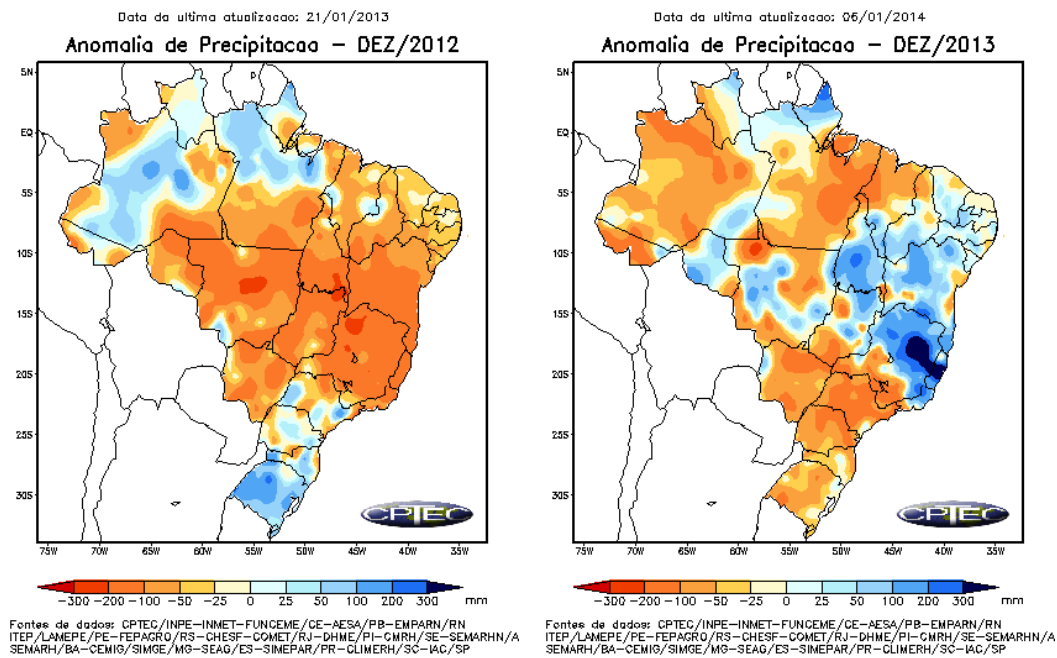 Data da ultima atualizacao: 21/01/2013
Anomalia de Precipitacao - DEZ/2012
5N
EQ
5S
10S
15S
20S
25S
30S
75W 70W 65W 60W 55W 50W 45W 40W 35W
CPTEC
-300 -200 -100 -50 -25 0 25 50 100 200 300 mm
Fontes de dados: CPTEC/INPE-INMET-FUNCEME/CE-AESA/PB-EMPARN/RN
ITEP/LAMEPE/PE-FEPAGRO/RS-CHESF-COMET/RJ-DHME/PI-CMRH/SE-SEMARHN/A
SEMARH/BA-CEMIG/SIMGE/MG-SEAG/ES-SIMEPAR/PR-CLIMERH/SC-IAC/SP
Data da ultima atualizacao: 06/01/2014
Anomalia de Precipitacao - DEZ/2013
5N
EQ
5S
10S
15S
20S
25S
30S
75W 70W 65W 60W 55W 50W 45W 40W 35W
CPTEC
-300 -200 -100 -50 -25 0 25 50 100 200 300 mm
Fontes de dados: CPTEC/INPE-INMET-FUNCEME/CE-AESA/PB-EMPARN/RN
ITEP/LAMEPE/PE-FEPAGRO/RS-CHESF-COMET/RJ-DHME/PI-CMRH/SE-SEMARHN/A
SEMARH/BA-CEMIG/SIMGE/MG-SEAG/ES-SIMEPAR/PR-CLIMERH/SC-IAC/SP